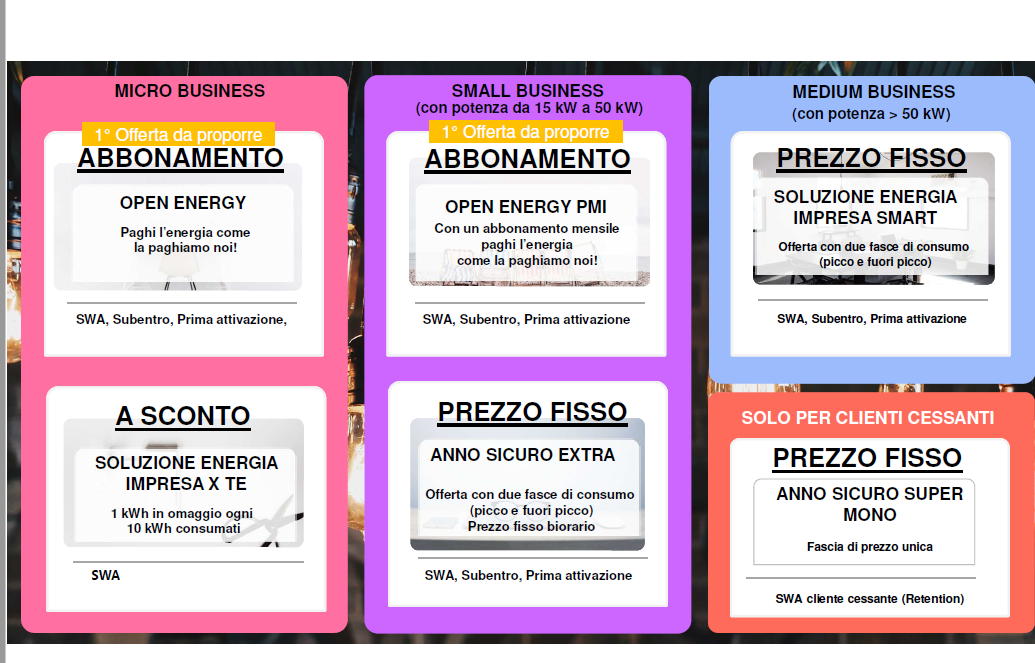 MICRO BUSINESS
1° Offerta da proporre
ABBONAMENTO
OPEN ENERGY
Paghi l'energia come
la paghiamo noi!
SWA, Subentro, Prima attivazione,
A SCONTO
SOLUZIONE ENERGIA
IMPRESA X TE
1 kWh in omaggio ogni
10 kWh consumati
SWA
SMALL BUSINESS
(con potenza da 15 kW a 50 kW)
1° Offerta da proporre
ABBONAMENTO
OPEN ENERGY PMI
Con un abbonamento mensile
paghi l'energia
come la paghiamo noi!
SWA, Subentro, Prima attivazione
PREZZO FISSO
ANNO SICURO EXTRA
Offerta con due fasce di consumo
(picco e fuori picco)
Prezzo fisso biorario
SWA, Subentro, Prima attivazione
MEDIUM BUSINESS
(con potenza > 50 kW)
PREZZO FISSO
SOLUZIONE ENERGIA
IMPRESA SMART
Offerta con due fasce di consumo
(picco e fuori picco)
SWA, Subentro, Prima attivazione
SOLO PER CLIENTI CESSANTI
PREZZO FISSO
ANNO SICURO SUPER
MONO
Fascia di prezzo unica
SWA cliente cessante (Retention)